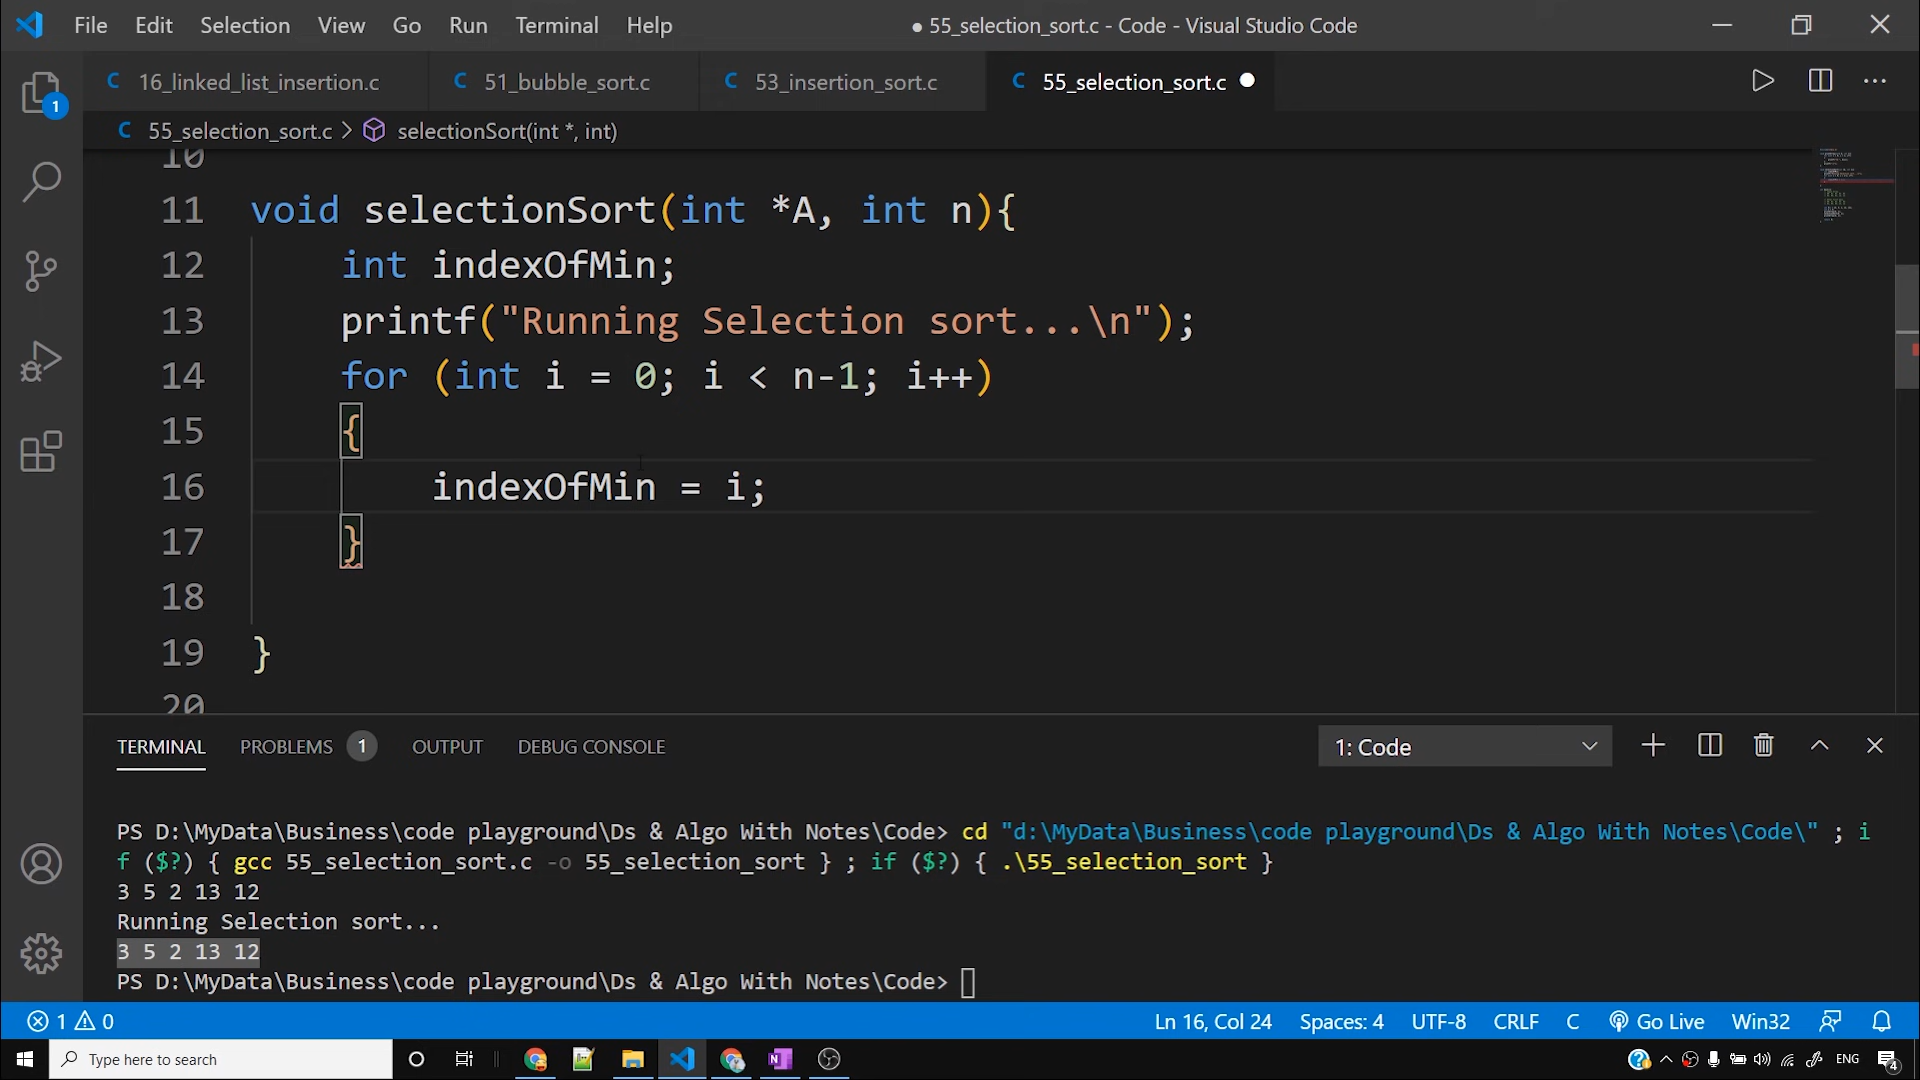 File Edit Selection View Go Run Terminal Help ● 55_selection_sort.c - Code - Visual Studio Code
C 16_linked_list_insertion.c C 51_bubble_sort.c C 53_insertion_sort.c C 55_selection_sort.c
1
C 55_selection_sort.c > selectionSort(int *, int)
10
11 void selectionSort(int *A, int n){
12 int indexOfMin;
13 printf("Running Selection sort...\n");
14 for (int i = 0; i < n-1; i++)
15 {
16 indexOfMin = i;
17 }
18
19 }
20
TERMINAL PROBLEMS 1 OUTPUT DEBUG CONSOLE 1: Code
PS D:\MyData\Business\code playground\Ds & Algo With Notes\Code> cd "d:\MyData\Business\code playground\Ds & Algo With Notes\Code\" ; i
f ($?) { gcc 55_selection_sort.c -o 55_selection_sort } ; if ($?) { .\55_selection_sort }
3 5 2 13 12
Running Selection sort...
3 5 2 13 12
PS D:\MyData\Business\code playground\Ds & Algo With Notes\Code>
1 0 Ln 16, Col 24 Spaces: 4 UTF-8 CRLF C Go Live Win32
Type here to search ENG 4